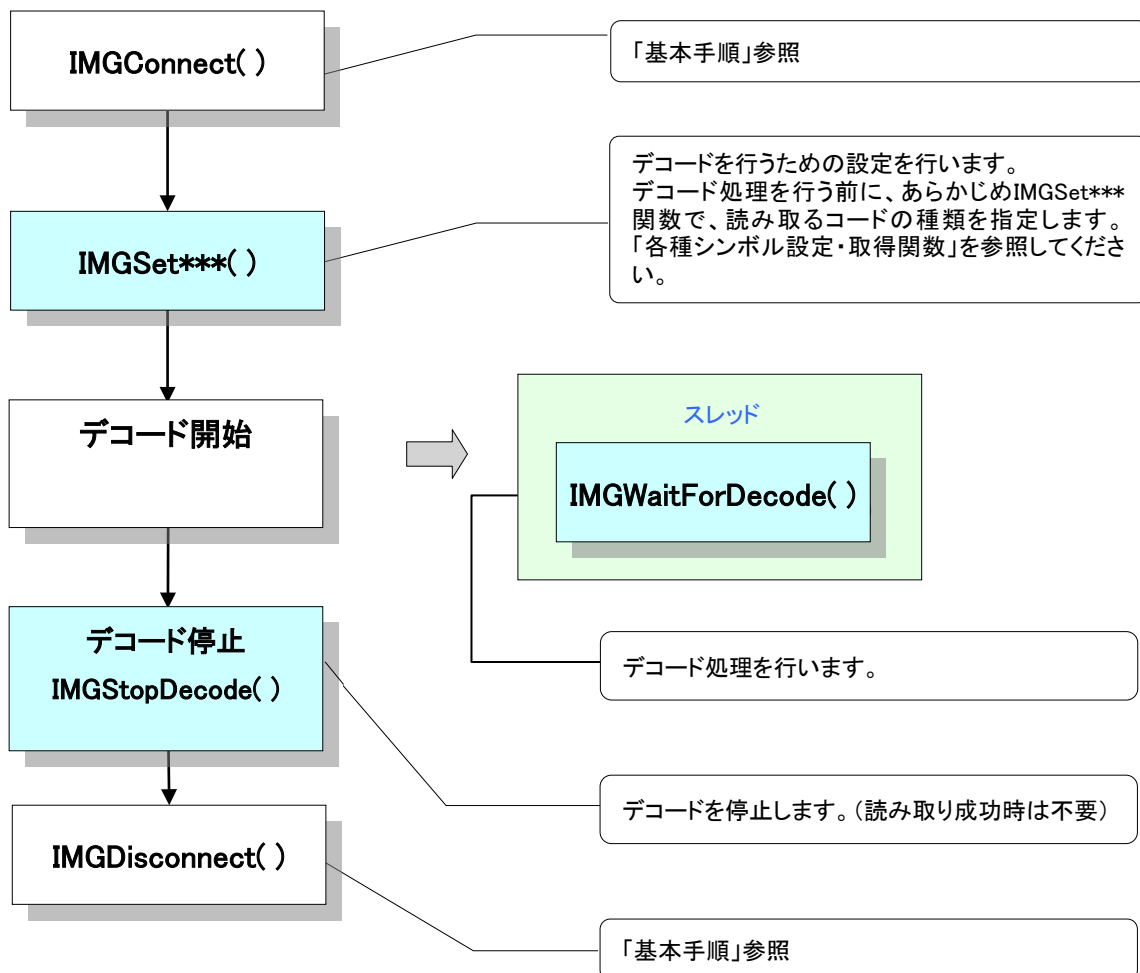 IMGConnect( )
「基本手順」参照
デコードを行うための設定を行います。
デコード処理を行う前に、あらかじめIMGSet***
関数で、読み取るコードの種類を指定します。
「各種シンボル設定・取得関数」を参照してくださ
い。
IMGSet***( )
デコード開始
スレッド
IMGWaitForDecode( )
デコード停止
IMGStopDecode( )
デコード処理を行います。
デコードを停止します。（読み取り成功時は不要）
IMGDisconnect( )
「基本手順」参照